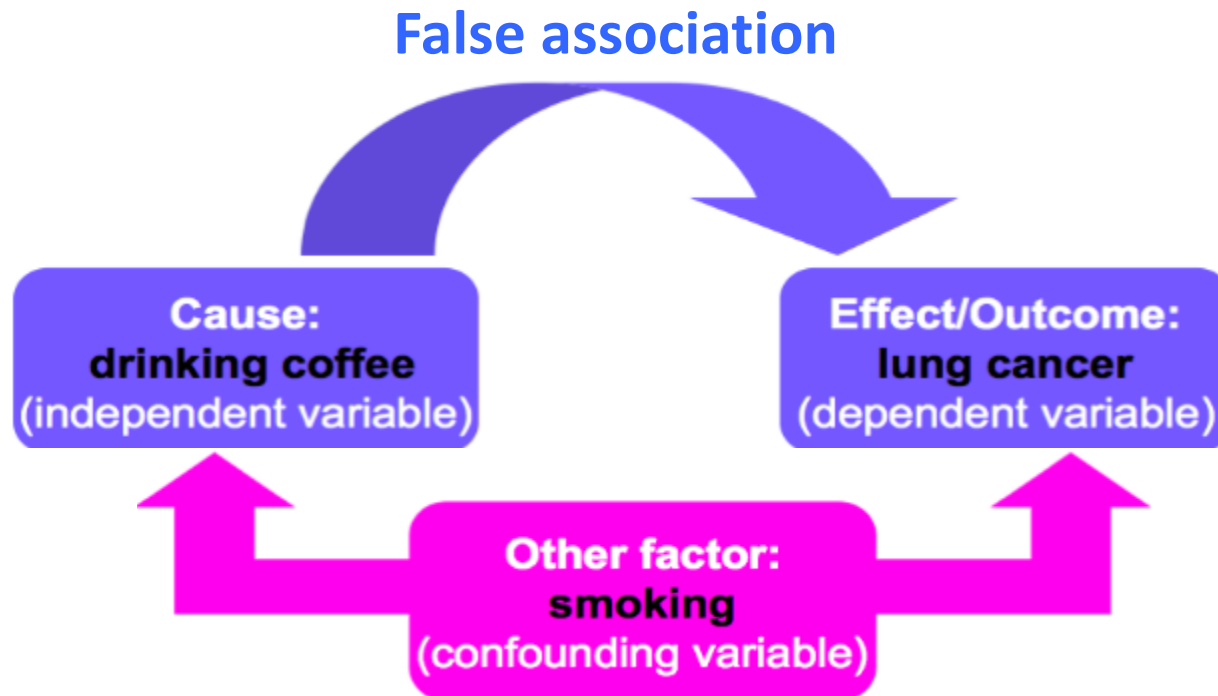 False association
Cause:
drinking coffee
(independent variable)
Effect/Outcome:
lung cancer
(dependent variable)
Other factor:
smoking
(confounding variable)